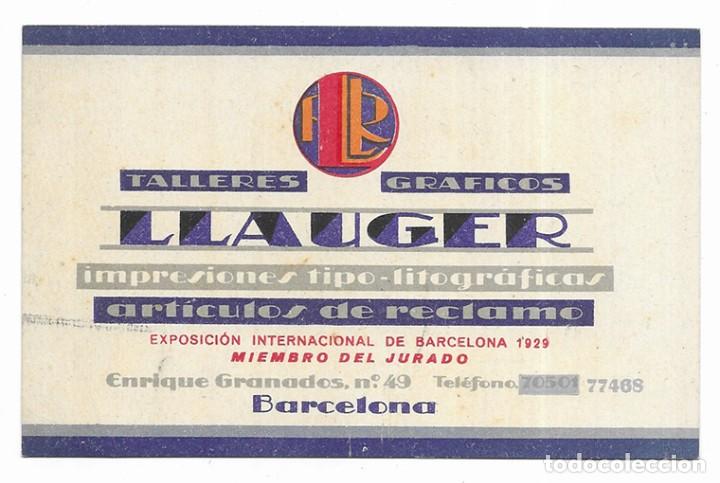 TALLERES GRAFICOS
LLAUGER
impresiones tipo-litográficas
artículos de reclamo
EXPOSICIÓN INTERNACIONAL DE BARCELONA 1929
MIEMBRO DEL JURADO
Enrique Granados, nº 49 Teléfono, 70501 77468
Barcelona
todocoleccion.net